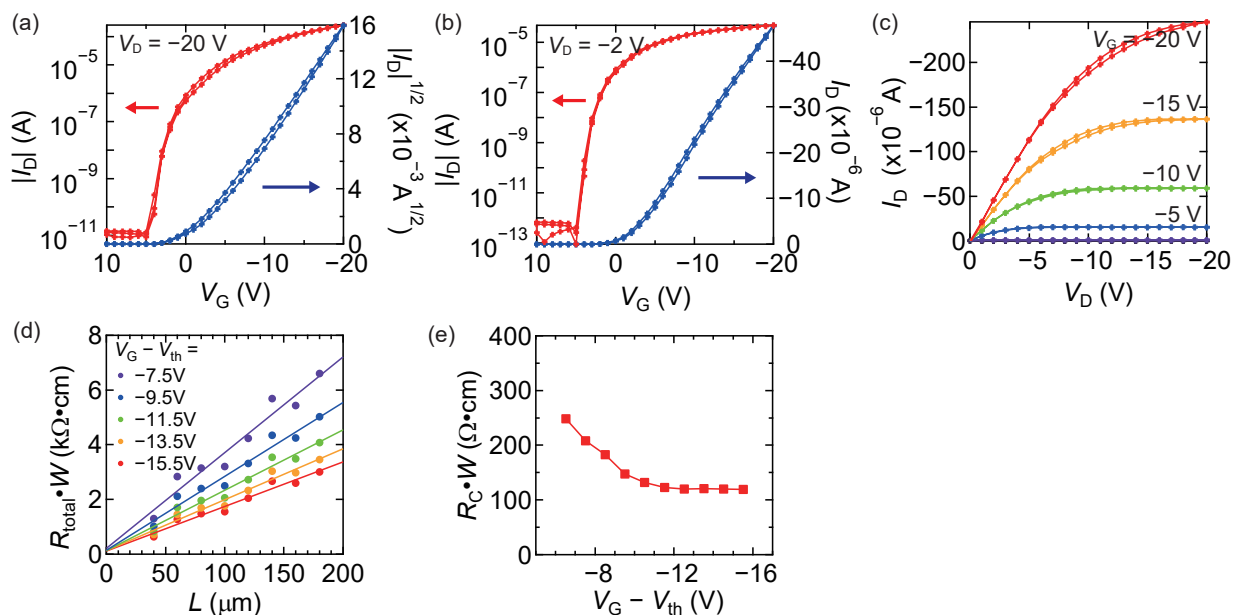 (a)
V_D = −20 V
|I_D| (A)
10⁻⁵
10⁻⁷
10⁻⁹
10⁻¹¹
16
12
8
4
0
|I_D|^{1/2} (x10⁻³ A^{1/2})
10 0 −10 −20
V_G (V)
(b)
V_D = −2 V
|I_D| (A)
10⁻⁵
10⁻⁷
10⁻⁹
10⁻¹¹
10⁻¹³
−40
−20
0
I_D (x10⁻⁶ A)
10 0 −10 −20
V_G (V)
(c)
V_G = −20 V
−15 V
−10 V
−5 V
I_D (x10⁻⁶ A)
−200
−150
−100
−50
0
0 −5 −10 −15 −20
V_D (V)
(d)
V_G − V_th =
−7.5V
−9.5V
−11.5V
−13.5V
−15.5V
R_total•W (kΩ•cm)
8
6
4
2
0
0 50 100 150 200
L (μm)
(e)
R_C•W (Ω•cm)
400
300
200
100
0
−8 −12 −16
V_G − V_th (V)